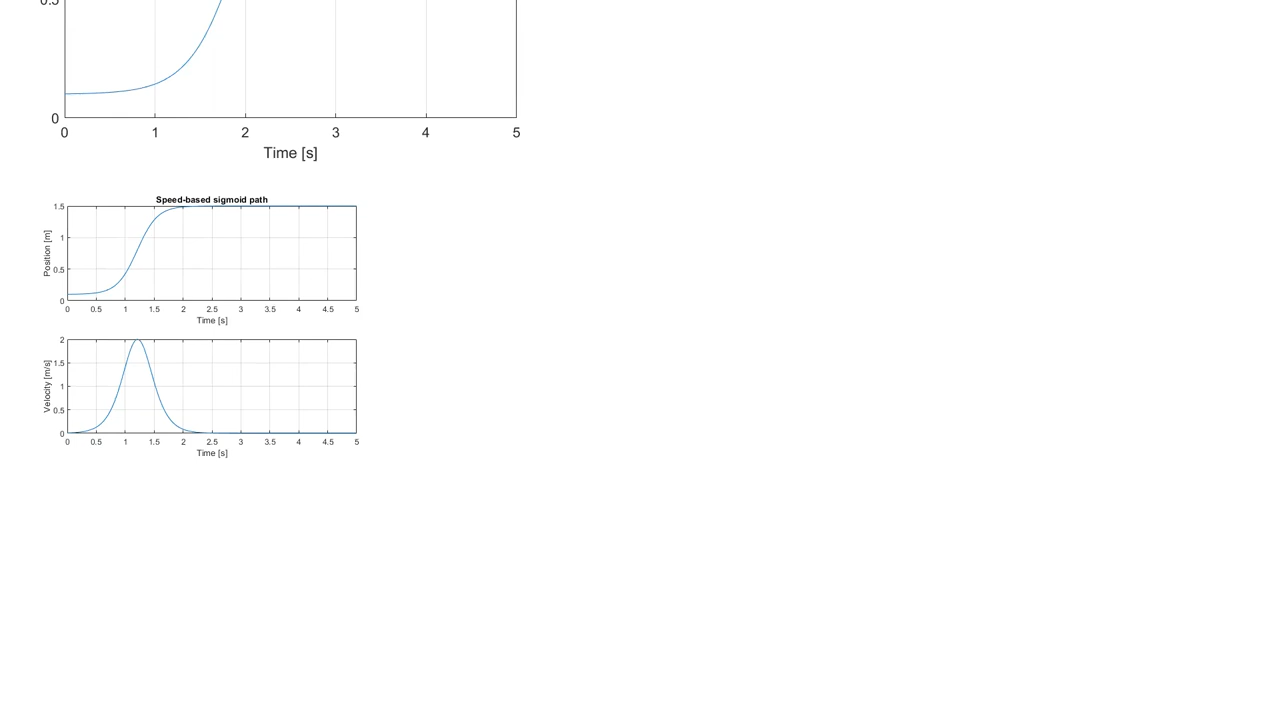 0.5
0
0 1 2 3 4 5
Time [s]
Speed-based sigmoid path
Position [m]
1.5
1
0.5
0
0 0.5 1 1.5 2 2.5 3 3.5 4 4.5 5
Time [s]
Velocity [m/s]
2
1.5
1
0.5
0
0 0.5 1 1.5 2 2.5 3 3.5 4 4.5 5
Time [s]